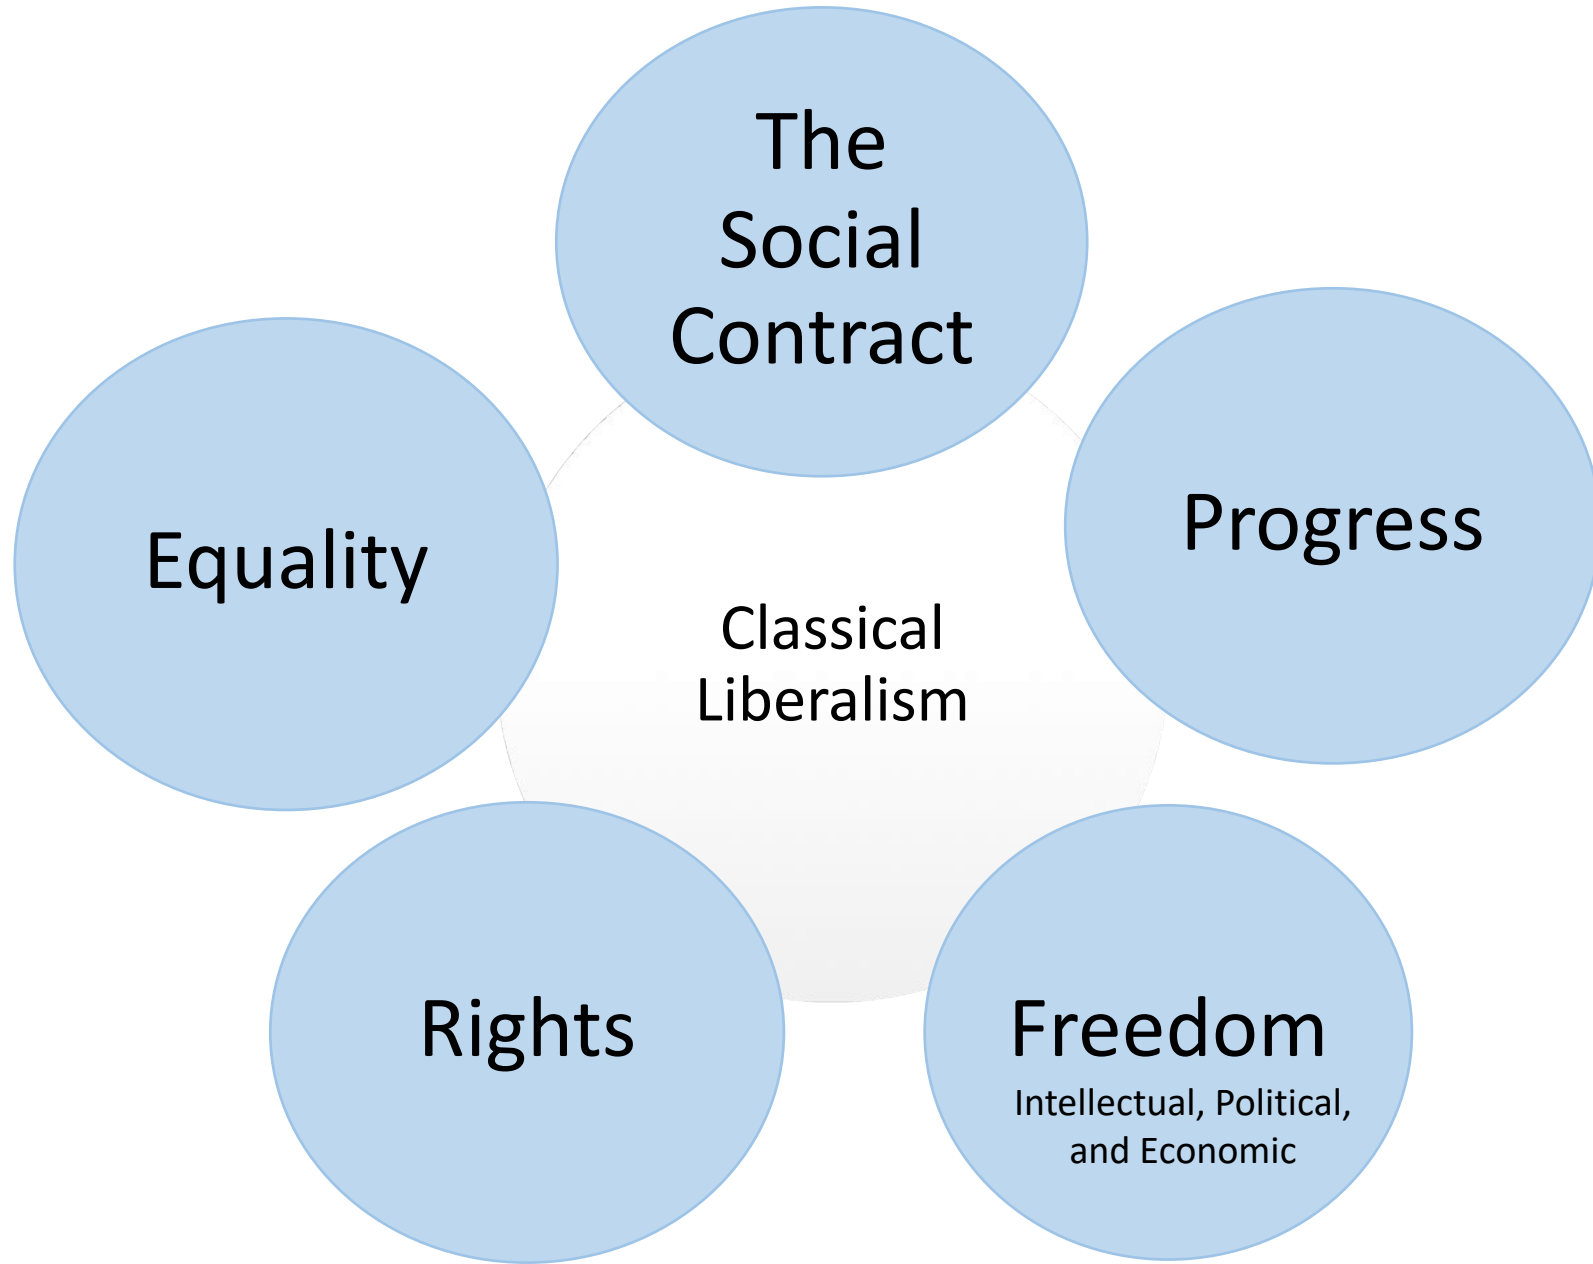 The
Social
Contract
Progress
Equality
Classical
Liberalism
Rights
Freedom
Intellectual, Political,
and Economic